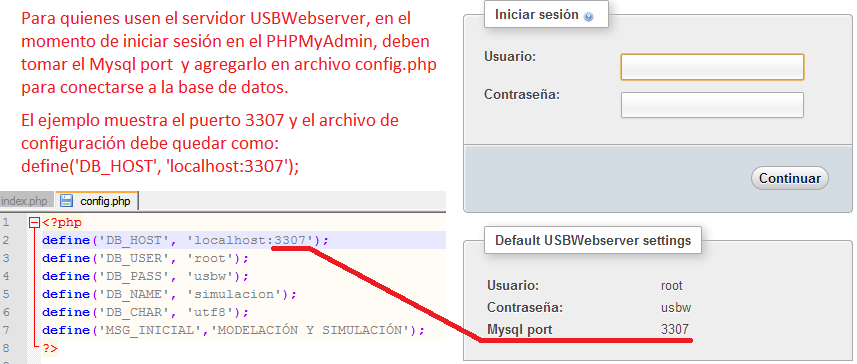 Para quienes usen el servidor USBWebserver, en el
momento de iniciar sesión en el PHPMyAdmin, deben
tomar el Mysql port y agregarlo en archivo config.php
para conectarse a la base de datos.
El ejemplo muestra el puerto 3307 y el archivo de
configuración debe quedar como:
define('DB_HOST', 'localhost:3307');
index.php config.php
1 <?php
2 define('DB_HOST', 'localhost:3307');
3 define('DB_USER', 'root');
4 define('DB_PASS', 'usbw');
5 define('DB_NAME', 'simulacion');
6 define('DB_CHAR', 'utf8');
7 define('MSG_INICIAL','MODELACIÓN Y SIMULACIÓN');
8 ?>
Iniciar sesión
Usuario:
Contraseña:
Continuar
Default USBWebserver settings
Usuario: root
Contraseña: usbw
Mysql port 3307